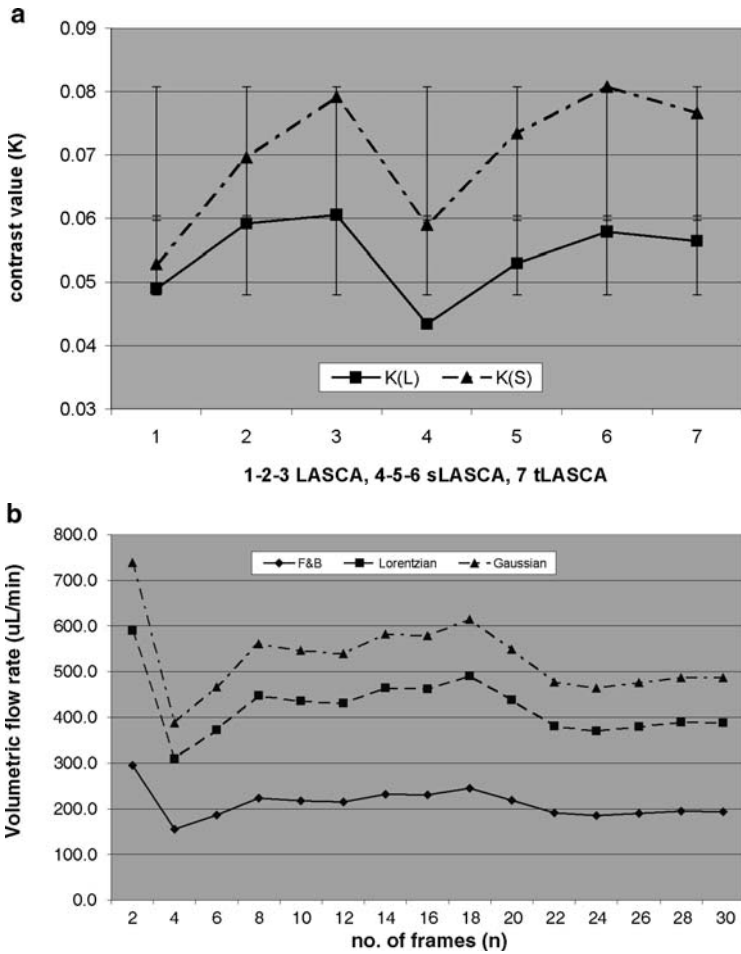 a
0.09
0.08
0.07
0.06
0.05
0.04
0.03
contrast value (K)
K(L) K(S)
1 2 3 4 5 6 7
1-2-3 LASCA, 4-5-6 sLASCA, 7 tLASCA
b
800.0
700.0
600.0
500.0
400.0
300.0
200.0
100.0
0.0
Volumetric flow rate (uL/min)
F&B Lorentzian Gaussian
2 4 6 8 10 12 14 16 18 20 22 24 26 28 30
no. of frames (n)